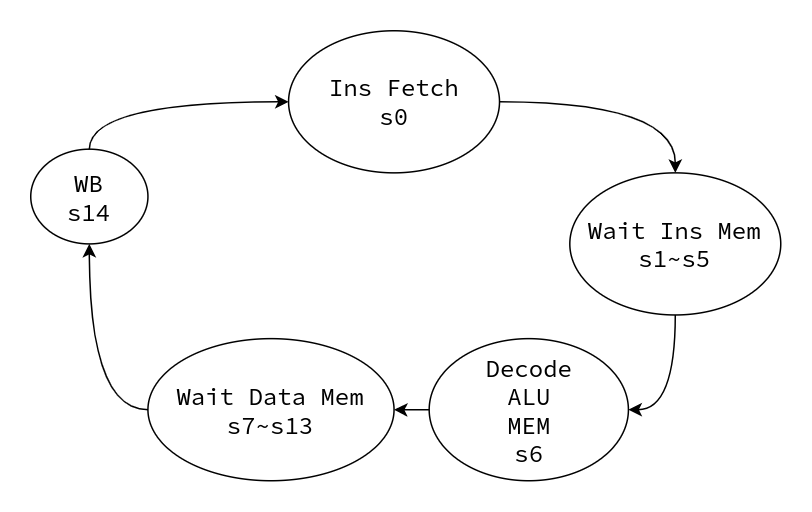 Ins Fetch
s0
Wait Ins Mem
s1~s5
Decode
ALU
MEM
s6
Wait Data Mem
s7~s13
WB
s14